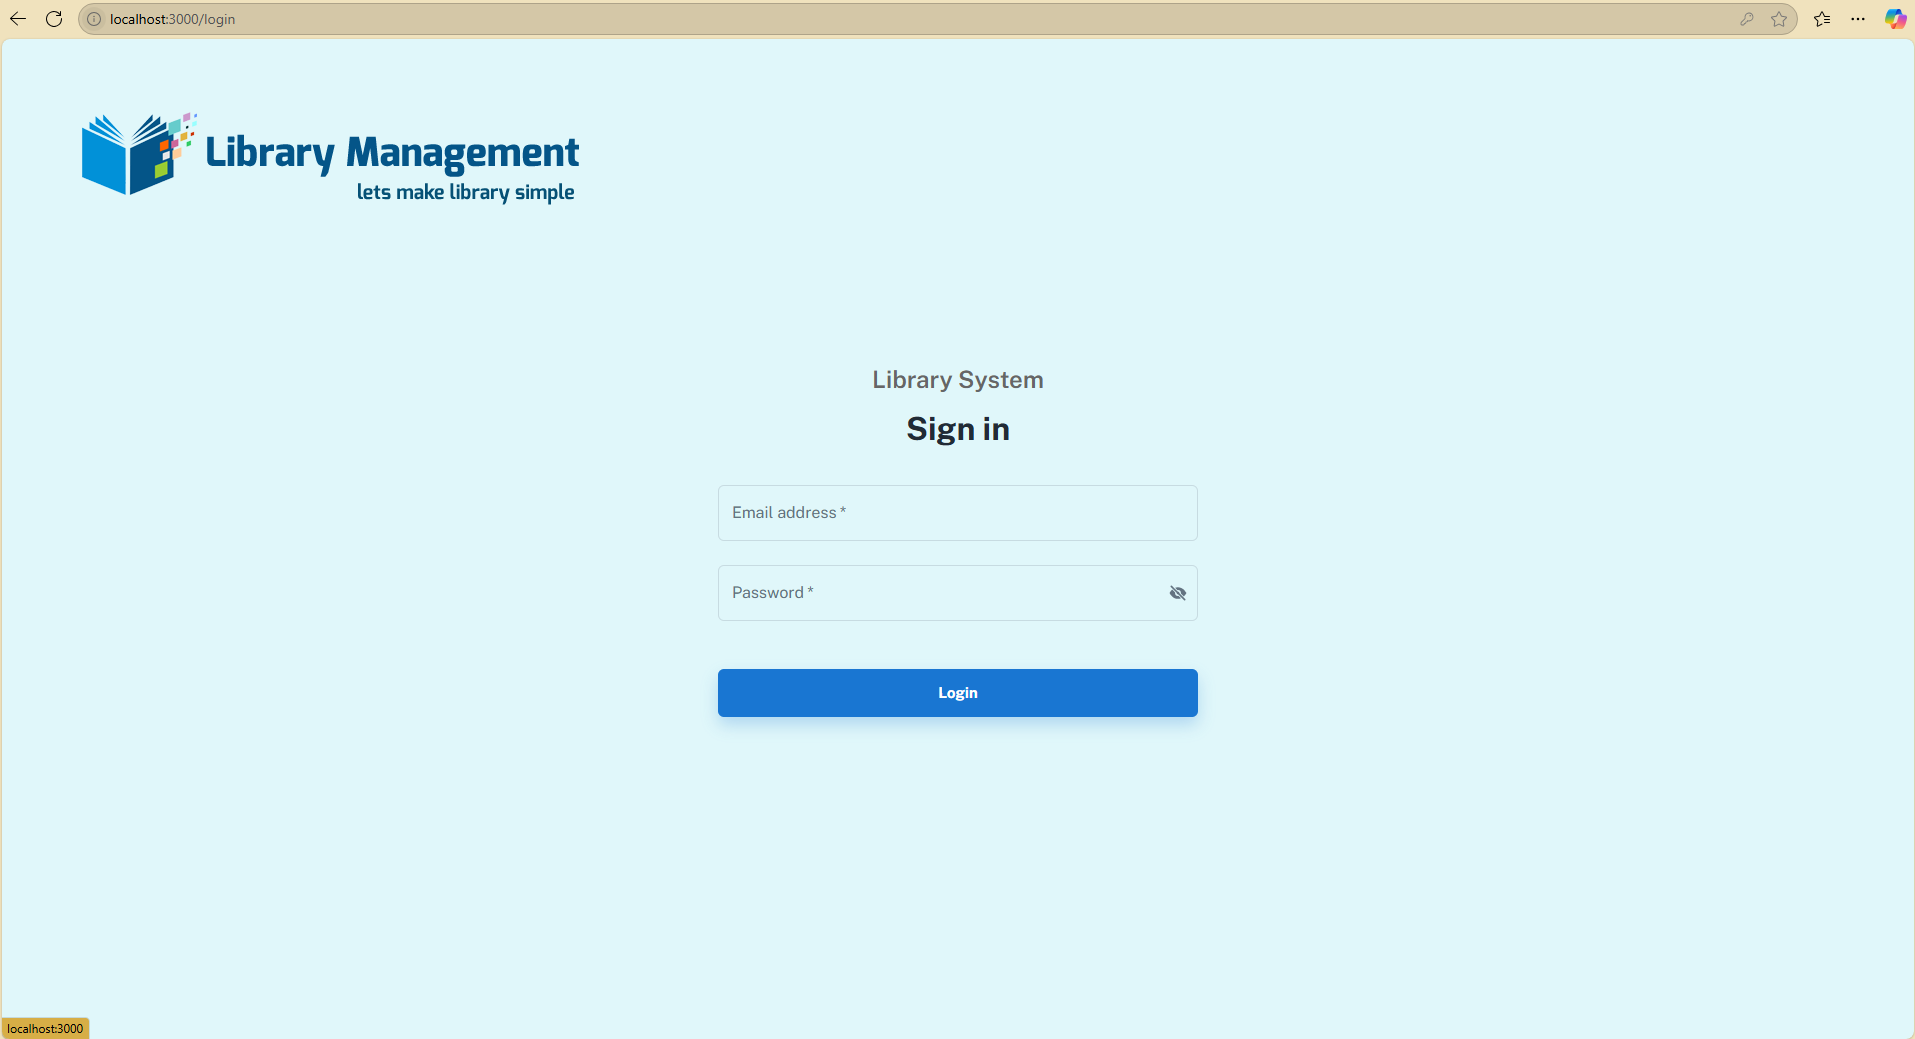 localhost:3000/login
Library Management
lets make library simple
Library System
Sign in
Email address *
Password *
Login
localhost:3000